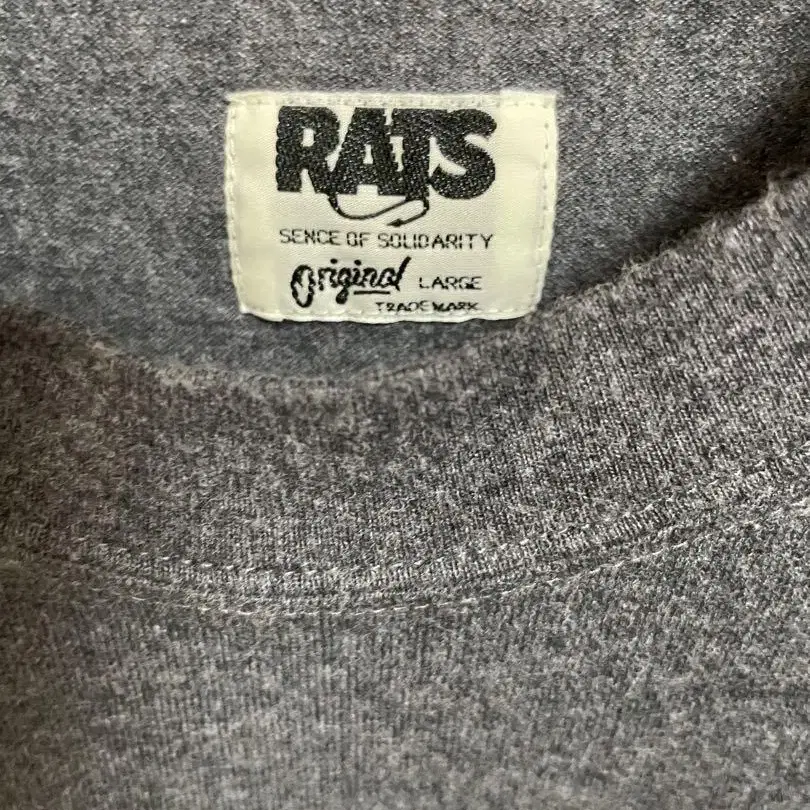 RATS
SENCE OF SOLIDARITY
Original LARGE
TRADEMARK